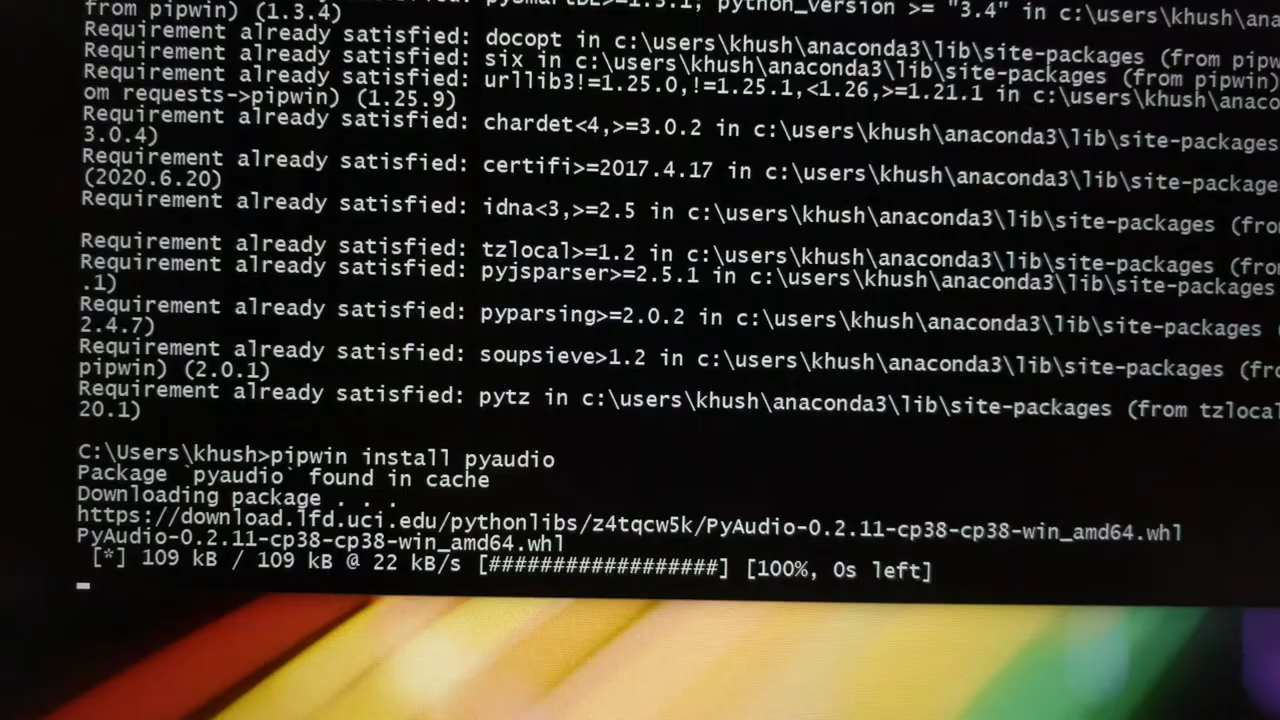 from pipwin) (1.3.4) pySmartDL>=1.3.1; python_version >= "3.4" in c:\users\khush\ana
Requirement already satisfied: docopt in c:\users\khush\anaconda3\lib\site-packages (from pipw
Requirement already satisfied: six in c:\users\khush\anaconda3\lib\site-packages (from pipwin)
Requirement already satisfied: urllib3!=1.25.0,!=1.25.1,<1.26,>=1.21.1 in c:\users\khush\anaco
om requests->pipwin) (1.25.9)
Requirement already satisfied: chardet<4,>=3.0.2 in c:\users\khush\anaconda3\lib\site-packages
3.0.4)
Requirement already satisfied: certifi>=2017.4.17 in c:\users\khush\anaconda3\lib\site-package
(2020.6.20)
Requirement already satisfied: idna<3,>=2.5 in c:\users\khush\anaconda3\lib\site-packages (fro
Requirement already satisfied: tzlocal>=1.2 in c:\users\khush\anaconda3\lib\site-packages (fro
Requirement already satisfied: pyjsparser>=2.5.1 in c:\users\khush\anaconda3\lib\site-packages
.1)
Requirement already satisfied: pyparsing>=2.0.2 in c:\users\khush\anaconda3\lib\site-packages (
2.4.7)
Requirement already satisfied: soupsieve>1.2 in c:\users\khush\anaconda3\lib\site-packages (fro
pipwin) (2.0.1)
Requirement already satisfied: pytz in c:\users\khush\anaconda3\lib\site-packages (from tzlocal
20.1)
C:\Users\khush>pipwin install pyaudio
Package `pyaudio` found in cache
Downloading package . . .
https://download.lfd.uci.edu/pythonlibs/z4tqcw5k/PyAudio-0.2.11-cp38-cp38-win_amd64.whl
PyAudio-0.2.11-cp38-cp38-win_amd64.whl
[*] 109 kB / 109 kB @ 22 kB/s [##################] [100%, 0s left]